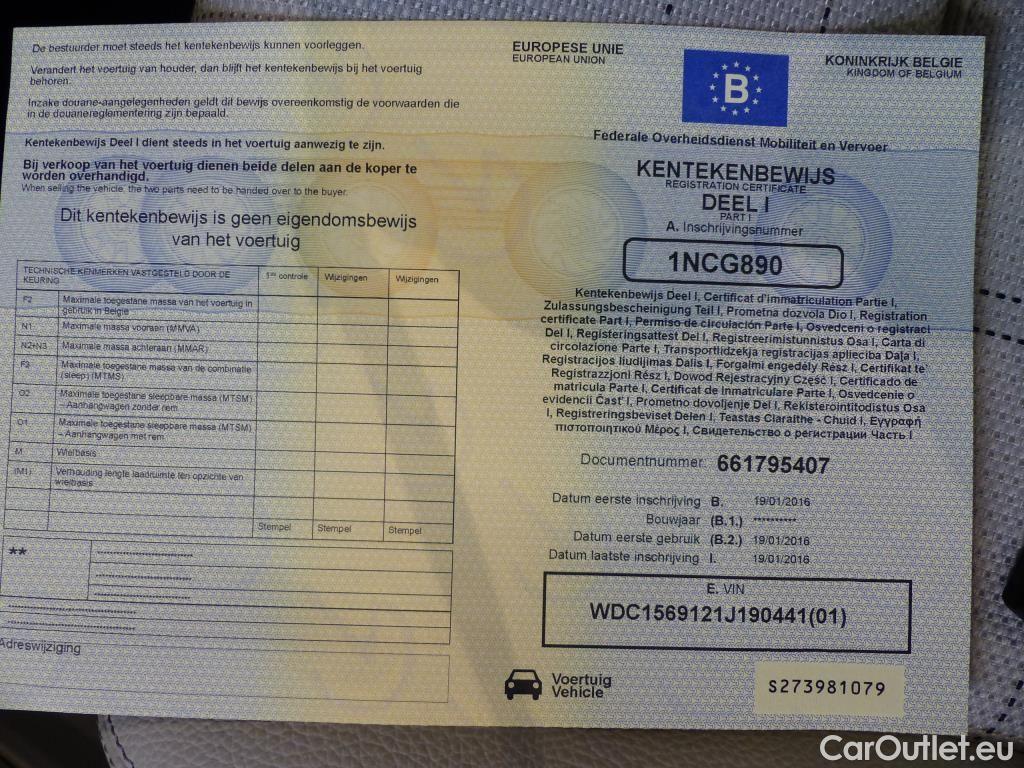 De bestuurder moet steeds het kentekenbewijs kunnen voorleggen.
Verandert het voertuig van houder, dan blijft het kentekenbewijs bij het voertuig
behoren.
Inzake douane-aangelegenheden geldt dit bewijs overeenkomstig de voorwaarden die
in de douanereglementering zijn bepaald.
Kentekenbewijs Deel I dient steeds in het voertuig aanwezig te zijn.
Bij verkoop van het voertuig dienen beide delen aan de koper te
worden overhandigd.
When selling the vehicle, the two parts need to be handed over to the buyer.
Dit kentekenbewijs is geen eigendomsbewijs
van het voertuig
TECHNISCHE KENMERKEN VASTGESTELD DOOR DE
KEURING
1ste controle
Wijzigingen
Wijzigingen
F2 Maximale toegestane massa van het voertuig in
gebruik in België
N1 Maximale massa vooraan (MMVA)
N2+N3 Maximale massa achteraan (MMAR)
F3 Maximale toegestane massa van de combinatie
(sleep) (MTMS)
O2 Maximale toegestane sleepbare massa (MTSM)
– Aanhangwagen zonder rem
O1 Maximale toegestane sleepbare massa (MTSM)
– Aanhangwagen met rem
M Wielbasis
(M1) Verhouding lengte laadruimte ten opzichte van
wielbasis
Stempel Stempel Stempel
**
Adreswijziging
EUROPESE UNIE
EUROPEAN UNION
B
KONINKRIJK BELGIE
KINGDOM OF BELGIUM
Federale Overheidsdienst Mobiliteit en Vervoer
KENTEKENBEWIJS
REGISTRATION CERTIFICATE
DEEL I
PART I
A. Inschrijvingsnummer
1NCG890
Kentekenbewijs Deel I, Certificat d'immatriculation Partie I,
Zulassungsbescheinigung Teil I, Prometna dozvola Dio I, Registration
certificate Part I, Permiso de circulación Parte I, Osvedceni o registraci
Del I, Registreringsattest Del I, Registreerimistunnistus Osa I, Carta di
circolazione Parte I, Transportlidzekja registracijas aplieciba Daļa I,
Registracijos liudijimas Dalis I, Forgalmi engedély Rész I, Certifikat te'
Registrazzjoni Rész I, Dowod Rejestracyjny Część I, Certificado de
matricula Parte I, Certificat de inmatriculare Parte I, Osvedcenie o
evidencii Časť I, Prometno dovoljenje Del I, Rekisterointitodistus Osa
I, Registreringsbeviset Delen I, Teastas Claraithe - Chuid I, Εγγραφή
πιστοποιητικού Μέρος I, Свидетельство о регистрации Часть I
Documentnummer 661795407
Datum eerste inschrijving B. 19/01/2016
Bouwjaar (B.1.) **********
Datum eerste gebruik (B.2.) 19/01/2016
Datum laatste inschrijving I. 19/01/2016
E. VIN
WDC1569121J190441(01)
Voertuig
Vehicle
S273981079
CarOutlet.eu